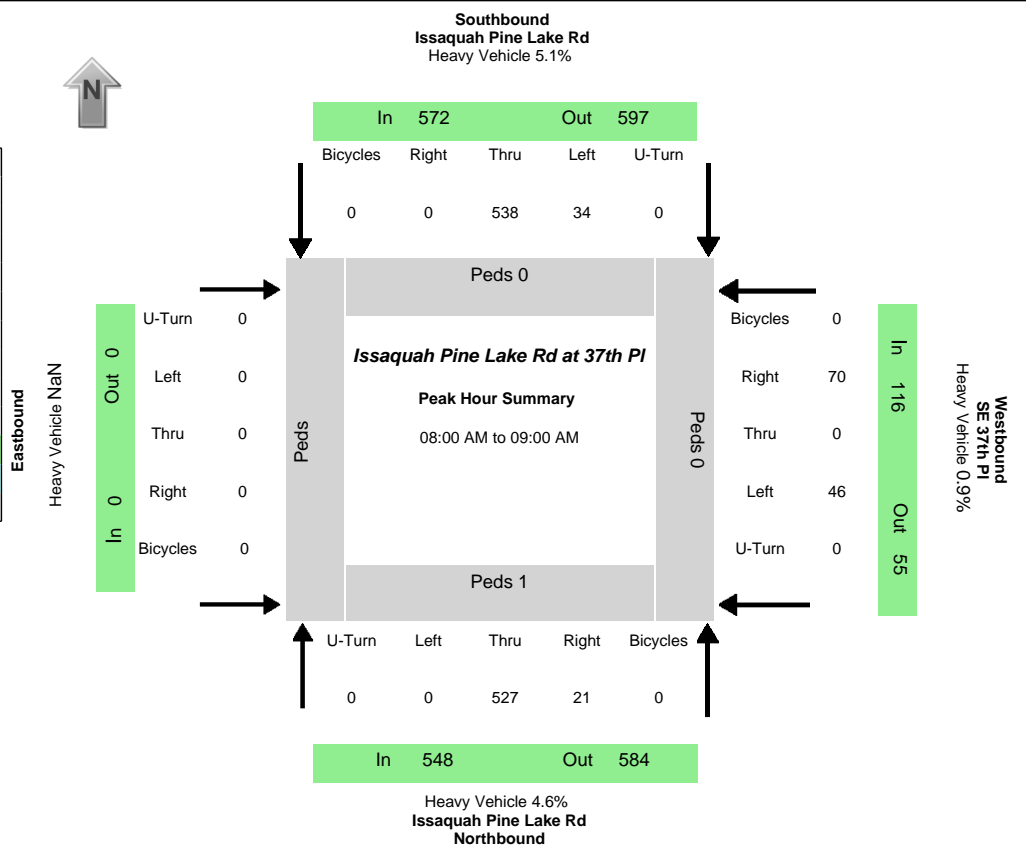 Southbound
Issaquah Pine Lake Rd
Heavy Vehicle 5.1%
N
In 572 Out 597
Bicycles Right Thru Left U-Turn
0 0 538 34 0
Peds 0
Eastbound
Heavy Vehicle NaN
In 0 Out 0
U-Turn 0
Left 0
Thru 0
Right 0
Bicycles 0
Peds
Issaquah Pine Lake Rd at 37th Pl
Peak Hour Summary
08:00 AM to 09:00 AM
Peds 0
Bicycles 0
Right 70
Thru 0
Left 46
U-Turn 0
In 116 Out 55
Westbound
SE 37th Pl
Heavy Vehicle 0.9%
Peds 1
U-Turn Left Thru Right Bicycles
0 0 527 21 0
In 548 Out 584
Heavy Vehicle 4.6%
Issaquah Pine Lake Rd
Northbound